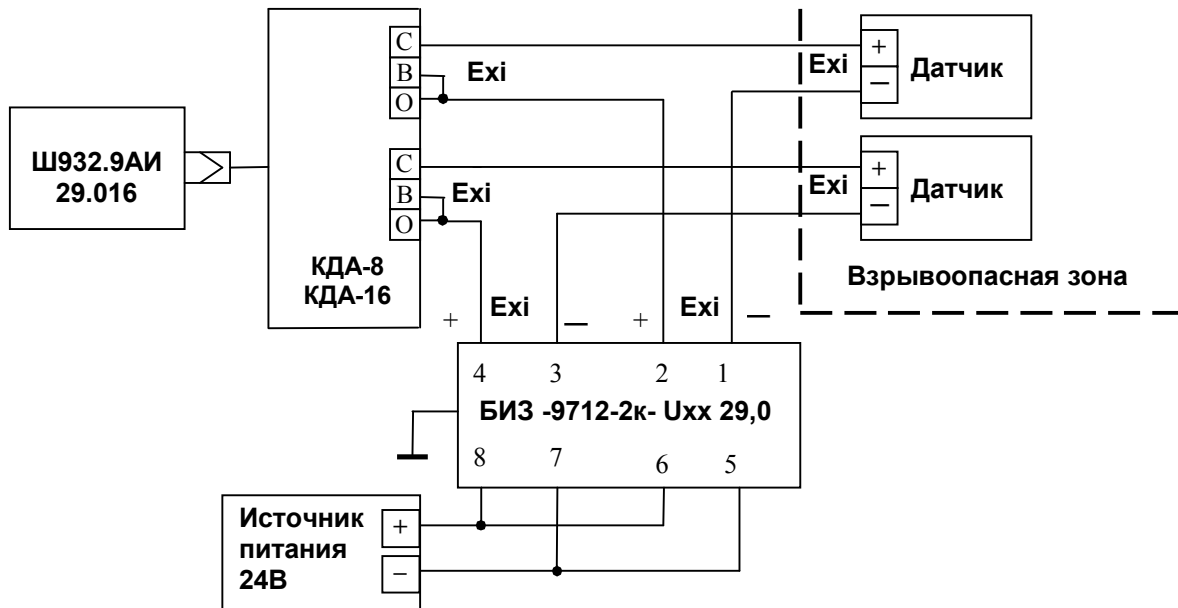 Ш932.9АИ
29.016
С
В
О
Exi
С
В
О
Exi
КДА-8
КДА-16
Exi
+
–
Датчик
Exi
+
–
Датчик
Взрывоопасная зона
+
Exi
–
+
Exi
–
4 3 2 1
БИЗ -9712-2к- Uxx 29,0
8 7 6 5
Источник
питания
24В
+
–